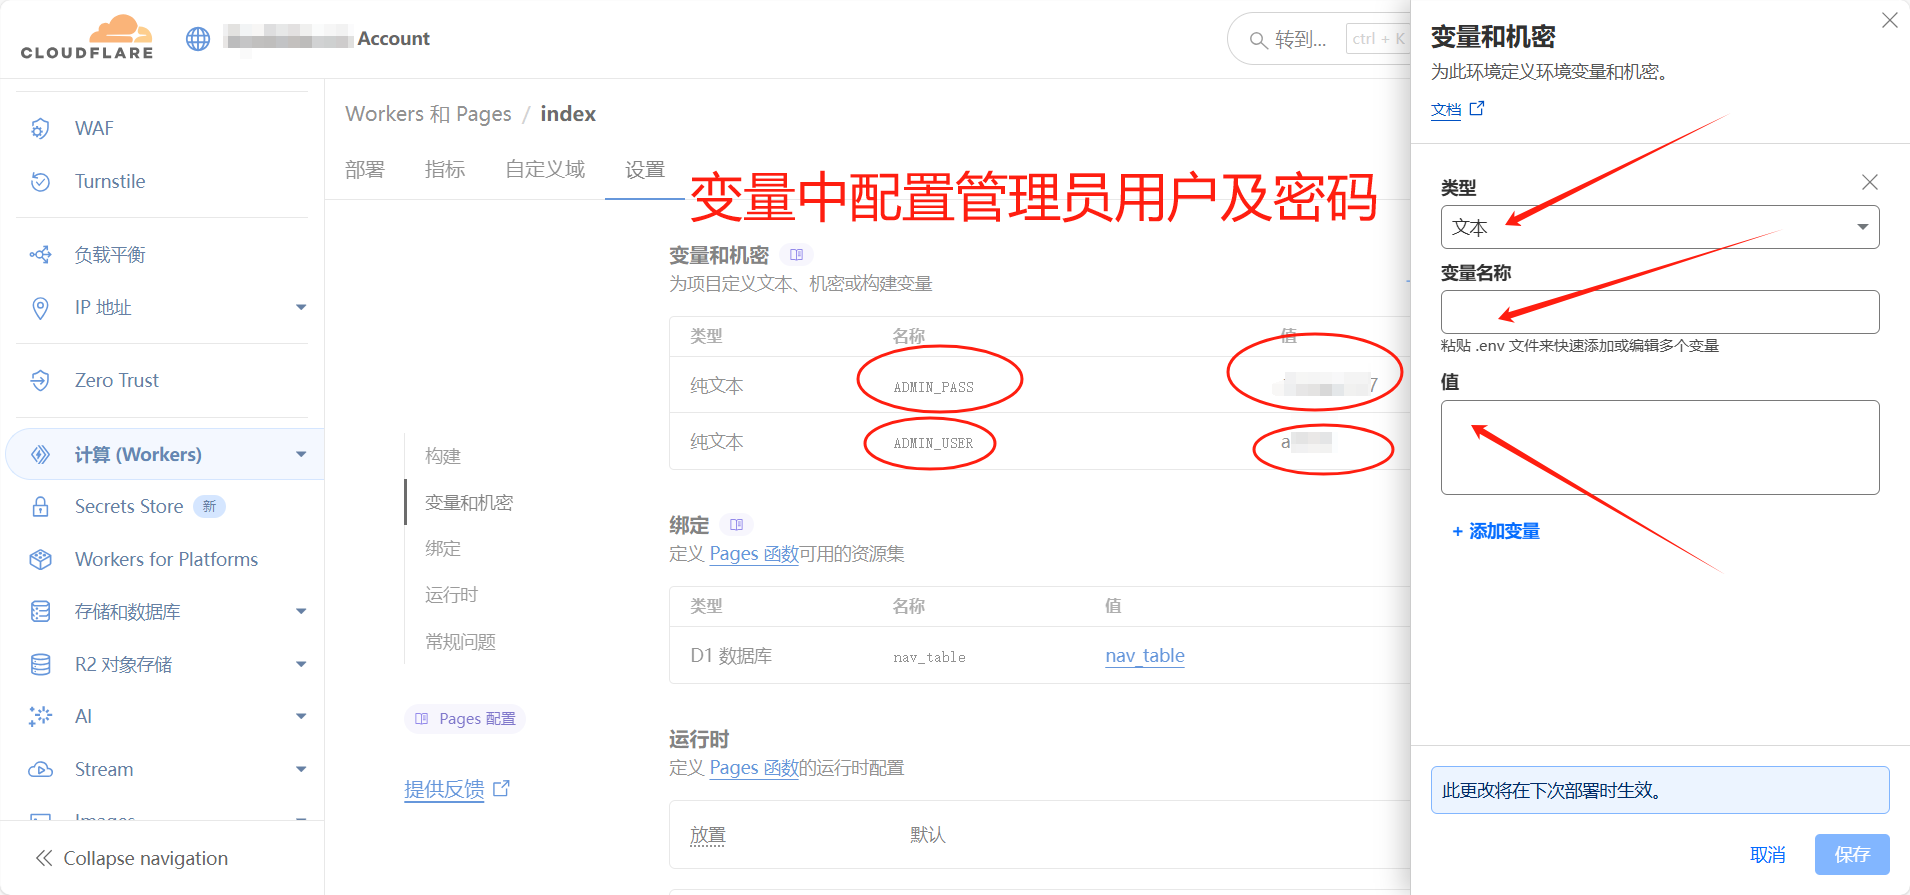 CLOUDFLARE
Account
转到... ctrl + K
WAF
Turnstile
负载平衡
IP 地址
Zero Trust
计算 (Workers)
Secrets Store 新
Workers for Platforms
存储和数据库
R2 对象存储
AI
Stream
Images
Collapse navigation
Workers 和 Pages / index
部署 指标 自定义域 设置
变量中配置管理员用户及密码
构建
变量和机密
绑定
运行时
常规问题
Pages 配置
提供反馈
变量和机密
为项目定义文本、机密或构建变量
类型 名称 值
纯文本 ADMIN_PASS 7
纯文本 ADMIN_USER a
绑定
定义 Pages 函数可用的资源集
类型 名称 值
D1 数据库 nav_table nav_table
运行时
定义 Pages 函数的运行时配置
放置 默认
变量和机密
为此环境定义环境变量和机密。
文档
类型
文本
变量名称
粘贴 .env 文件来快速添加或编辑多个变量
值
+ 添加变量
此更改将在下次部署时生效。
取消 保存